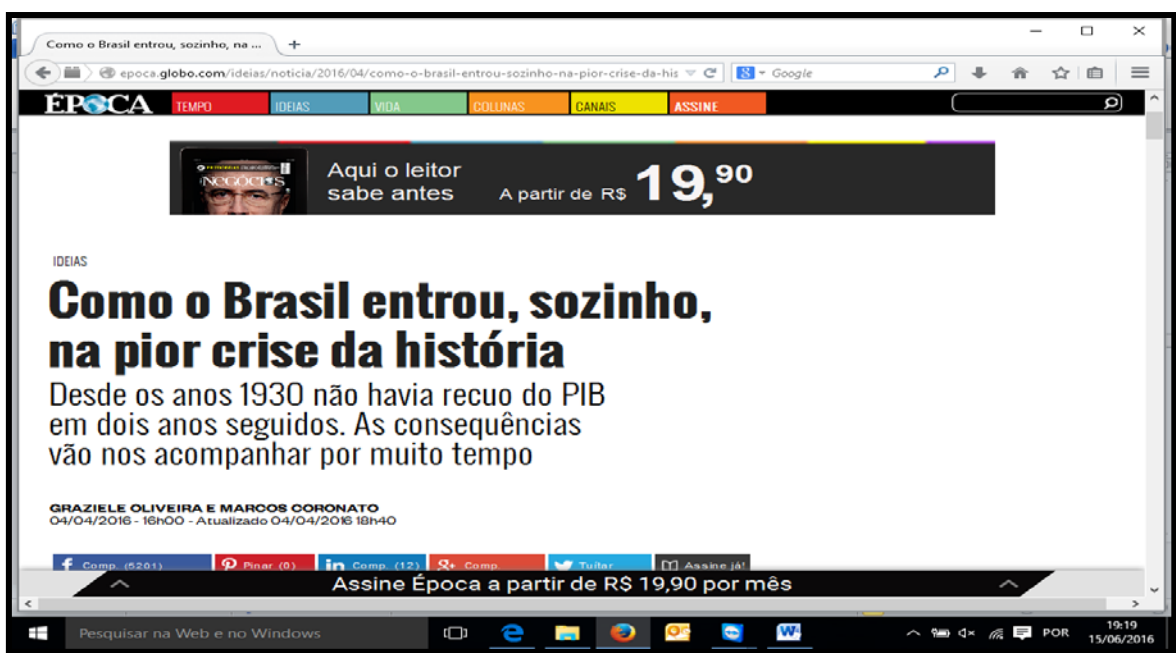 Como o Brasil entrou, sozinho, na ... +
epoca.globo.com/ideias/noticia/2016/04/como-o-brasil-entrou-sozinho-na-pior-crise-da-his Google
ÉPOCA TEMPO IDEIAS VIDA COLUNAS CANAIS ASSINE
NEGÓCIOS
Aqui o leitor
sabe antes
A partir de R$ 19,90
IDEIAS
Como o Brasil entrou, sozinho,
na pior crise da história
Desde os anos 1930 não havia recuo do PIB
em dois anos seguidos. As consequências
vão nos acompanhar por muito tempo
GRAZIELE OLIVEIRA E MARCOS CORONATO
04/04/2016 - 16h00 - Atualizado 04/04/2016 18h40
Comp. (5201) Pinar (0) Comp. (12) Comp. Tuitar Assine já!
Assine Época a partir de R$ 19,90 por mês
Pesquisar na Web e no Windows POR 19:19
15/06/2016